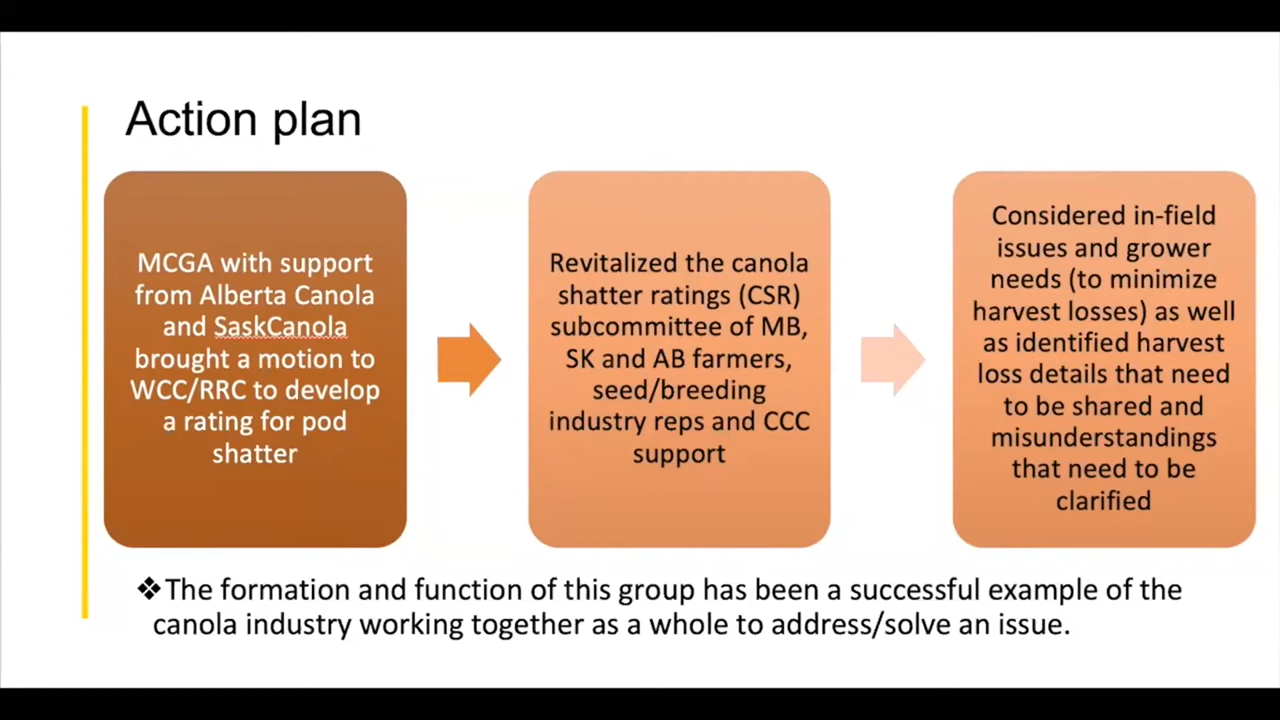 Action plan
MCGA with support
from Alberta Canola
and SaskCanola
brought a motion to
WCC/RRC to develop
a rating for pod
shatter
Revitalized the canola
shatter ratings (CSR)
subcommittee of MB,
SK and AB farmers,
seed/breeding
industry reps and CCC
support
Considered in-field
issues and grower
needs (to minimize
harvest losses) as well
as identified harvest
loss details that need
to be shared and
misunderstandings
that need to be
clarified
❖The formation and function of this group has been a successful example of the
canola industry working together as a whole to address/solve an issue.